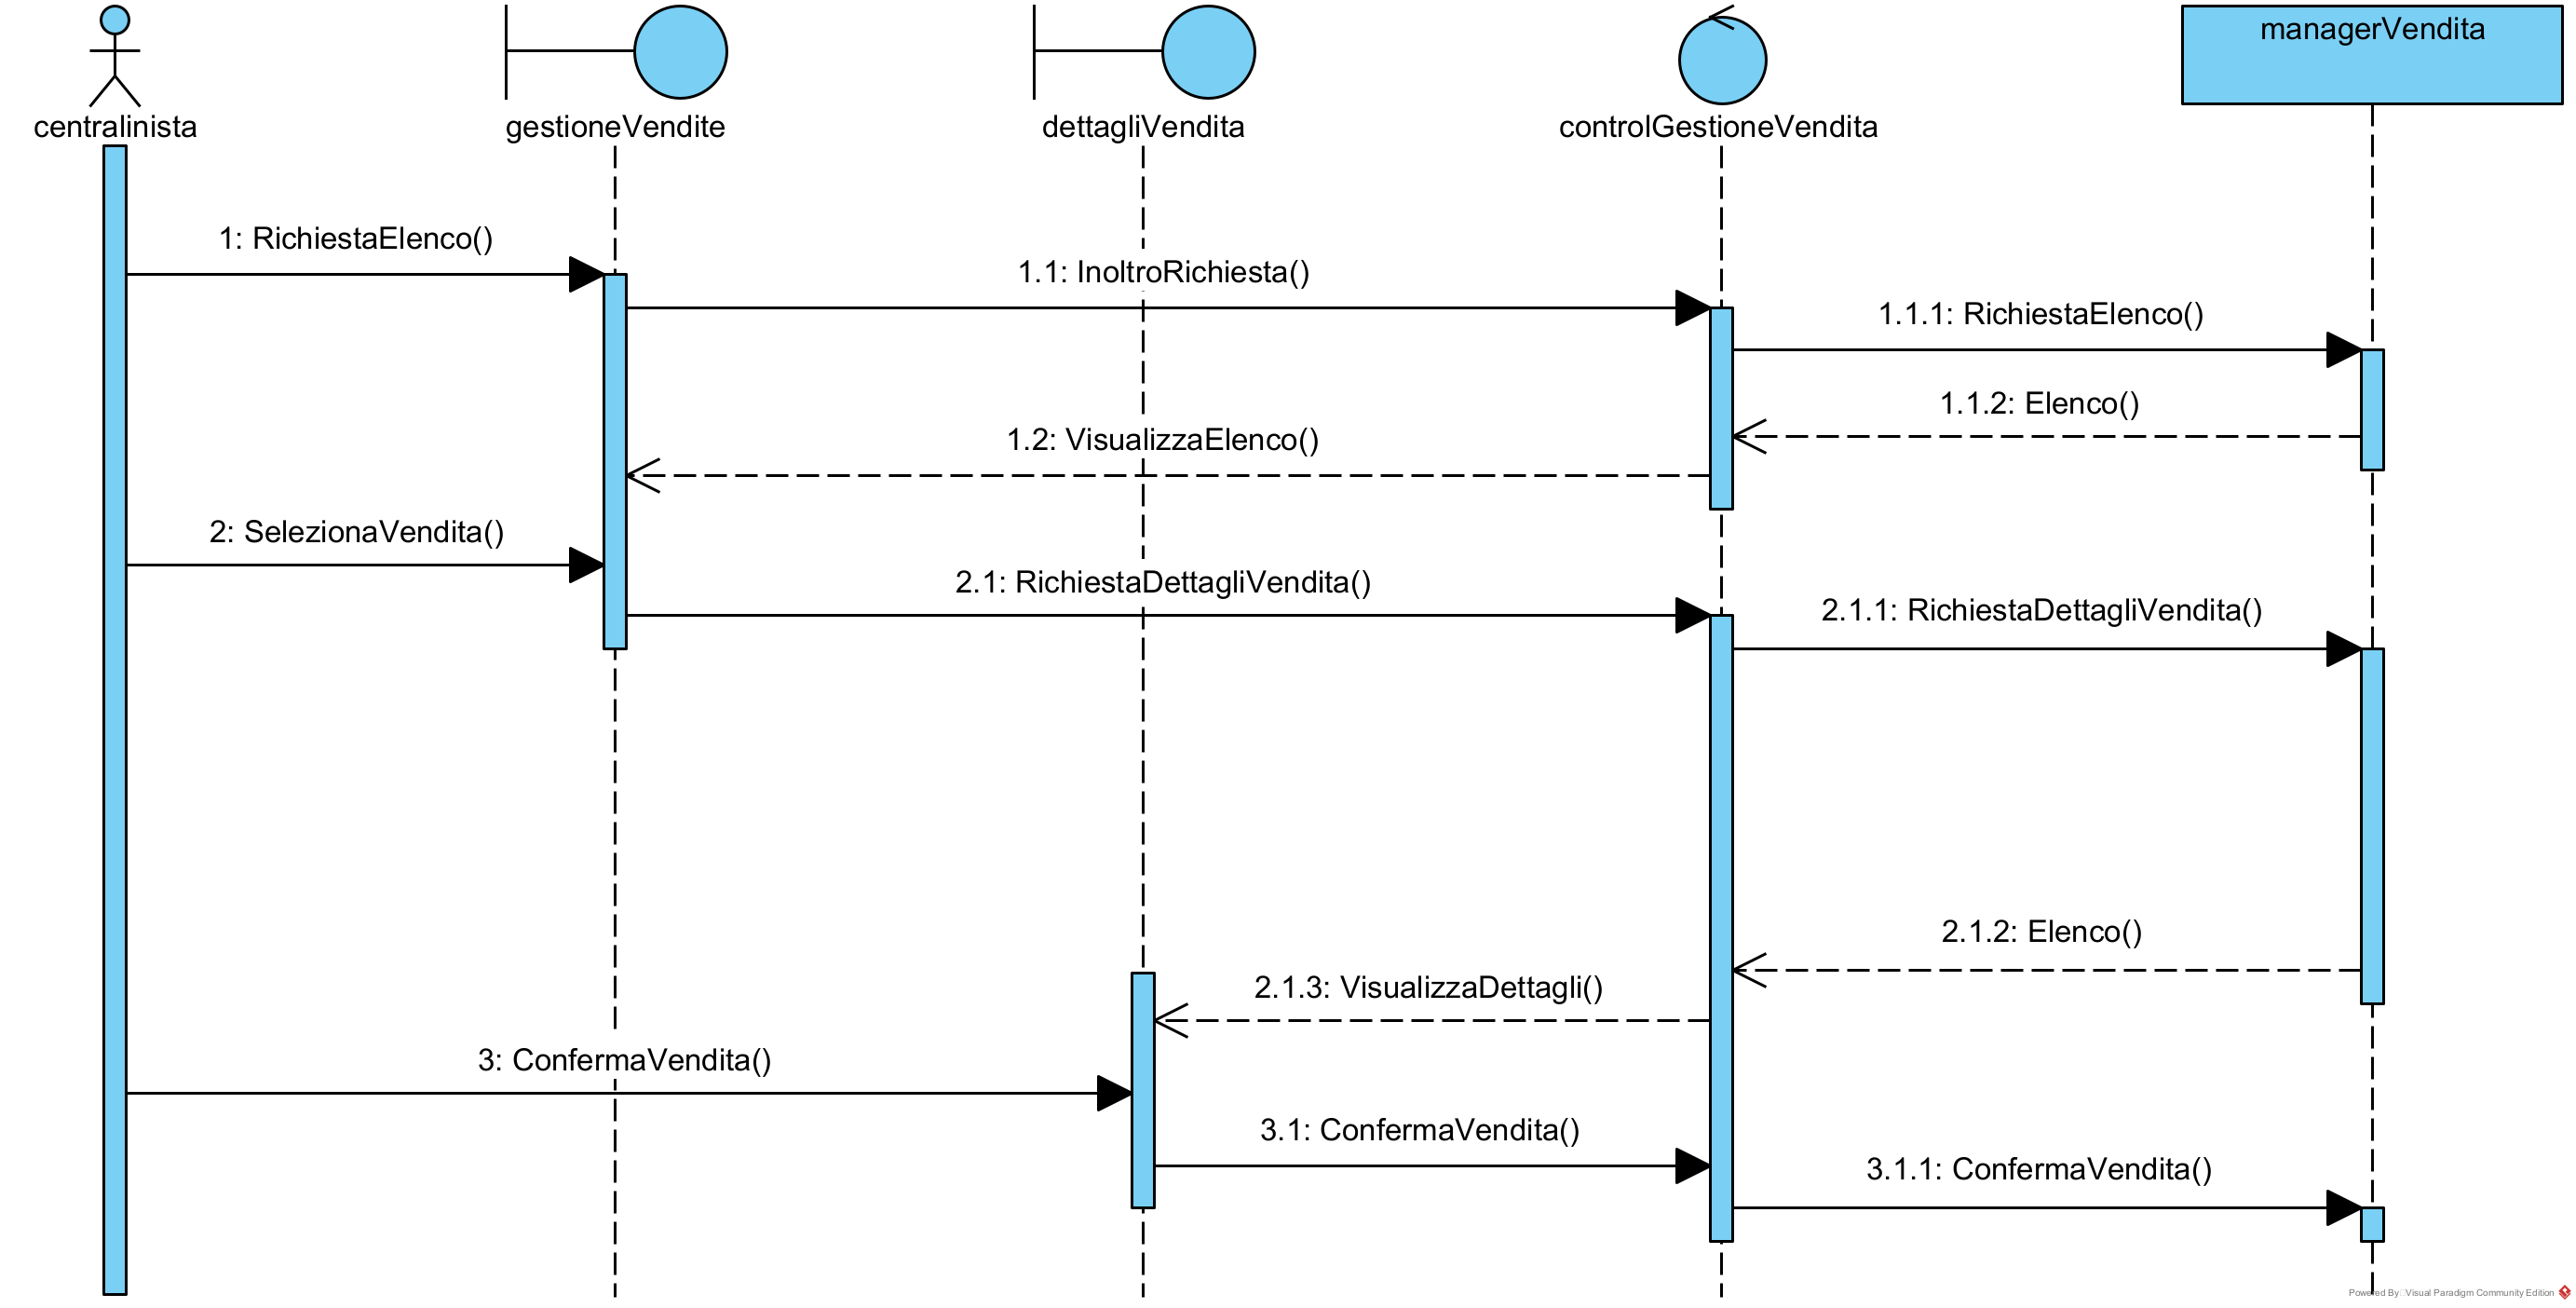 managerVendita
centralinista
gestioneVendite
dettagliVendita
controlGestioneVendita
1: RichiestaElenco()
1.1: InoltroRichiesta()
1.1.1: RichiestaElenco()
1.1.2: Elenco()
1.2: VisualizzaElenco()
2: SelezionaVendita()
2.1: RichiestaDettagliVendita()
2.1.1: RichiestaDettagliVendita()
2.1.2: Elenco()
2.1.3: VisualizzaDettagli()
3: ConfermaVendita()
3.1: ConfermaVendita()
3.1.1: ConfermaVendita()
Powered By Visual Paradigm Community Edition